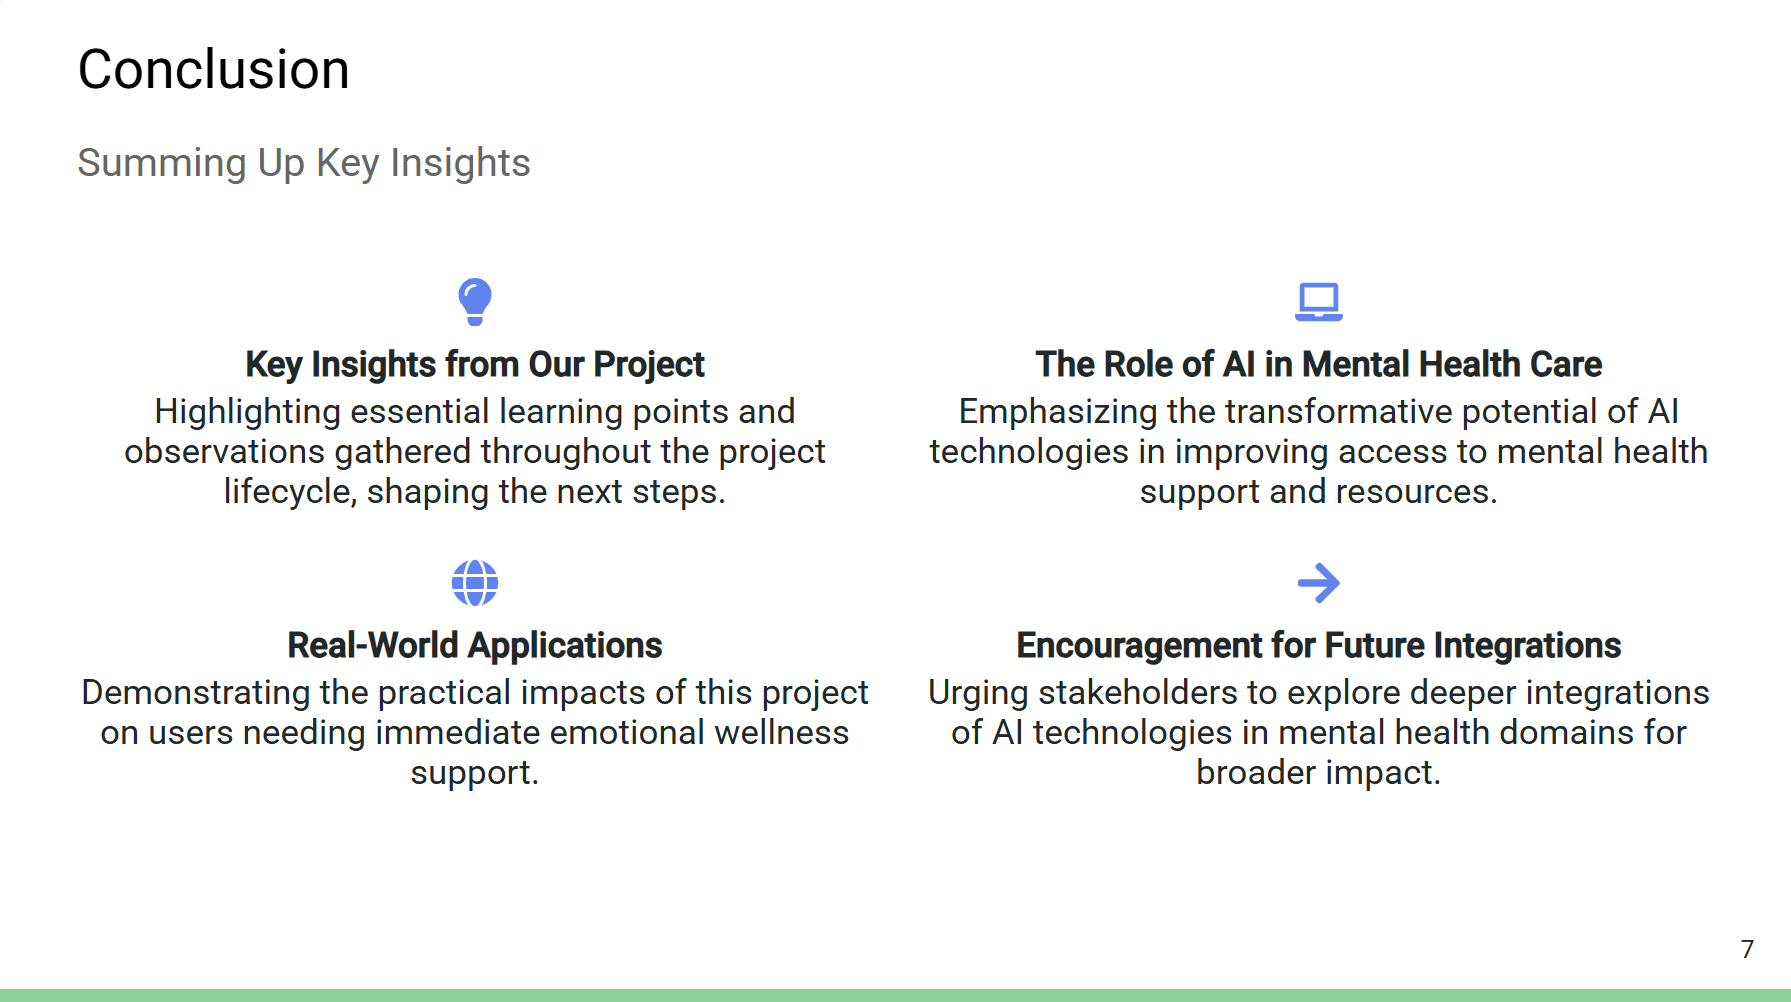 Conclusion
Summing Up Key Insights
Key Insights from Our Project
Highlighting essential learning points and
observations gathered throughout the project
lifecycle, shaping the next steps.
The Role of AI in Mental Health Care
Emphasizing the transformative potential of AI
technologies in improving access to mental health
support and resources.
Real-World Applications
Demonstrating the practical impacts of this project
on users needing immediate emotional wellness
support.
Encouragement for Future Integrations
Urging stakeholders to explore deeper integrations
of AI technologies in mental health domains for
broader impact.
7